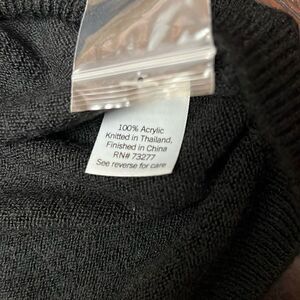 100% Acrylic
Knitted in Thailand,
Finished in China
RN# 73277
See reverse for care